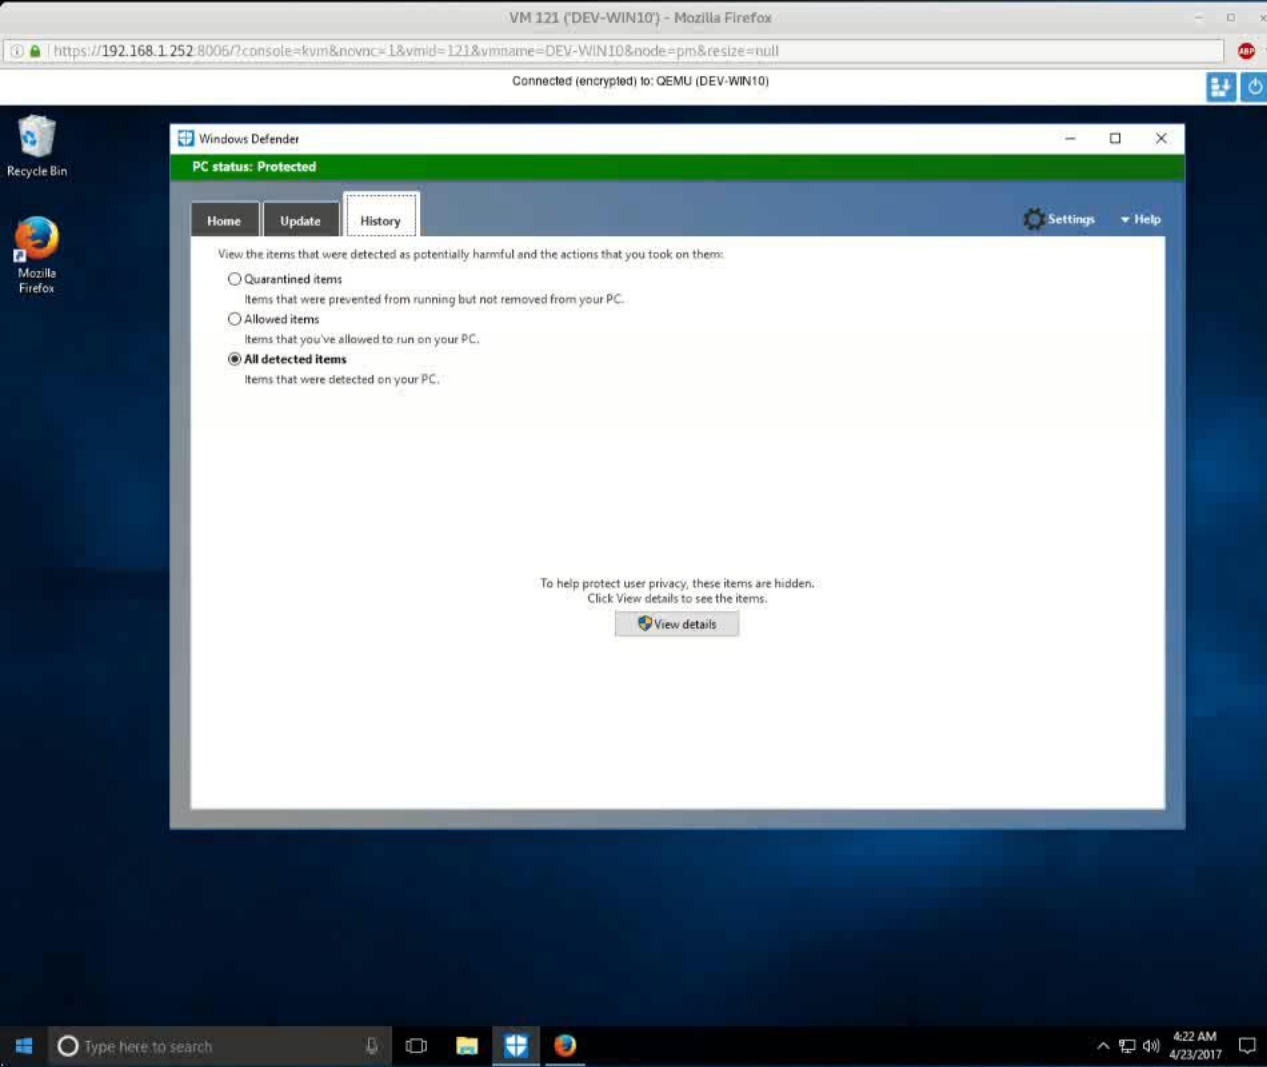 VM 121 ('DEV-WIN10') - Mozilla Firefox
https://192.168.1.252:8006/?console=kvm&novnc=1&vmid=121&vmname=DEV-WIN10&node=pm&resize=null
ABP
Connected (encrypted) to: QEMU (DEV-WIN10)
Recycle Bin
Mozilla
Firefox
Windows Defender
PC status: Protected
Home
Update
History
Settings
Help
View the items that were detected as potentially harmful and the actions that you took on them:
Quarantined items
Items that were prevented from running but not removed from your PC.
Allowed items
Items that you've allowed to run on your PC.
All detected items
Items that were detected on your PC.
To help protect user privacy, these items are hidden.
Click View details to see the items.
View details
Type here to search
4:22 AM
4/23/2017